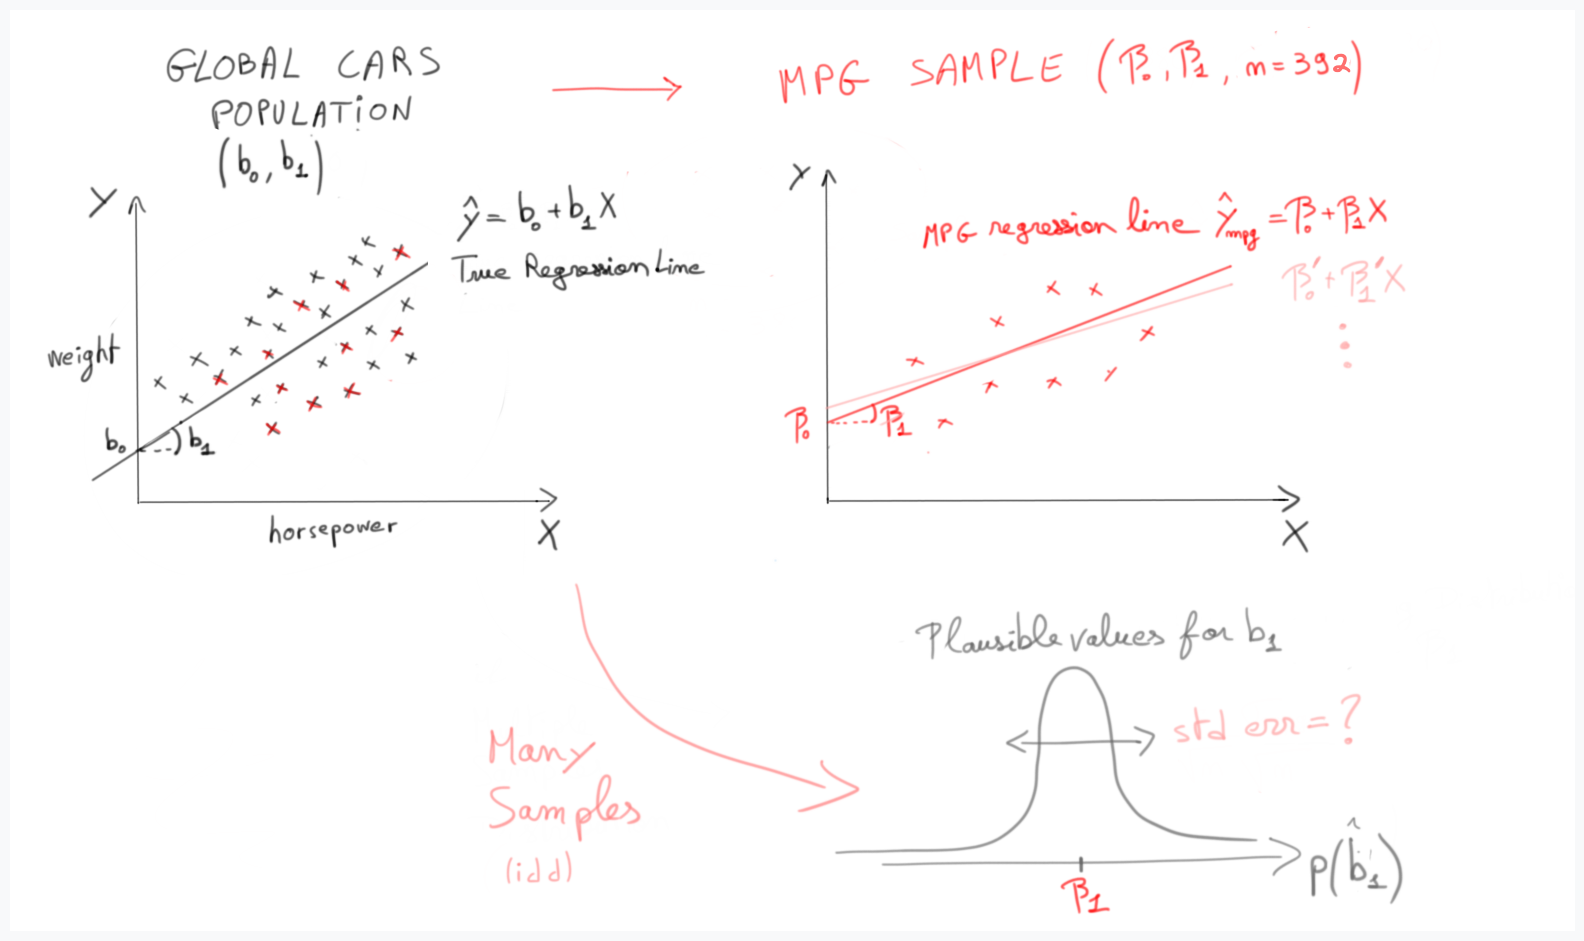 GLOBAL CARS
POPULATION
(b₀, b₁)
MPG SAMPLE (β₀, β₁, n=392)
Y
ŷ = b₀ + b₁ X
True Regression Line
weight
b₀
b₁
horsepower
X
Y
MPG regression line ŷmpg = β₀ + β₁ X
β₀' + β₁' X
β₀
β₁
X
Many
Samples
(idd)
Plausible values for b₁
std err = ?
β₁
p(b̂₁)